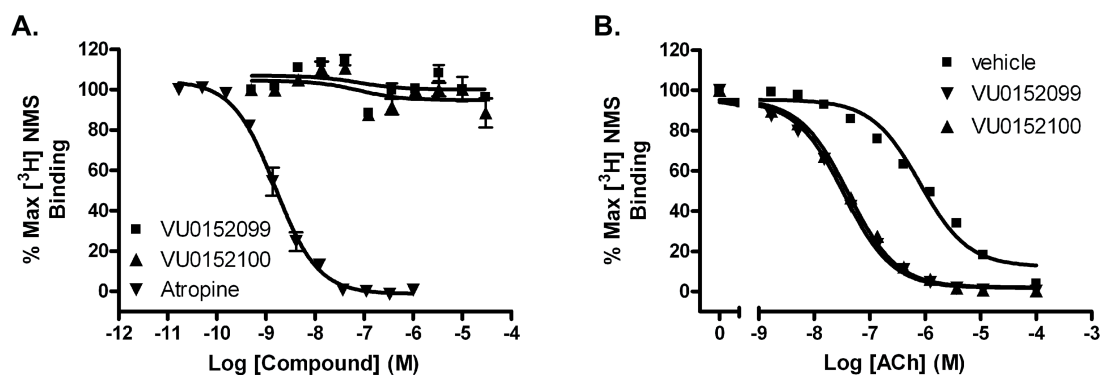 A.
120
100
80
60
40
20
0
% Max [³H] NMS
Binding
VU0152099
VU0152100
Atropine
-12 -11 -10 -9 -8 -7 -6 -5 -4
Log [Compound] (M)
B.
120
100
80
60
40
20
0
% Max [³H] NMS
Binding
vehicle
VU0152099
VU0152100
0 -9 -8 -7 -6 -5 -4 -3
Log [ACh] (M)